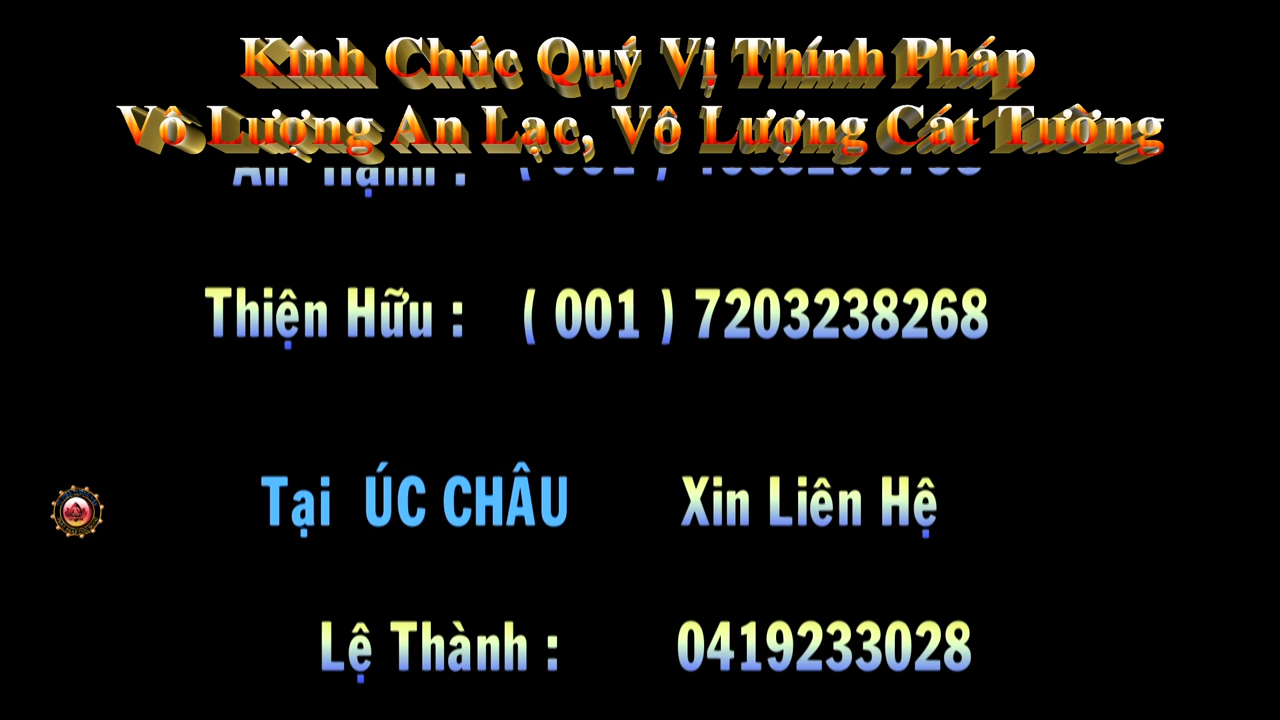 Kính Chúc Quý Vị Thính Pháp
Vô Lượng An Lạc, Vô Lượng Cát Tường
Thiện Hữu : ( 001 ) 7203238268
Tại ÚC CHÂU Xin Liên Hệ
Lệ Thành : 0419233028